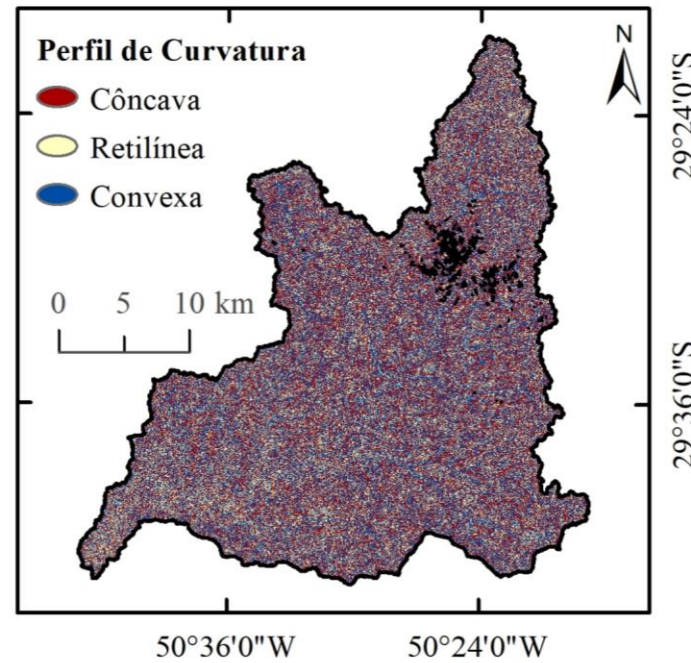 Perfil de Curvatura
Côncava
Retilínea
Convexa
0 5 10 km
N
29°24'0"S
29°36'0"S
50°36'0"W 50°24'0"W